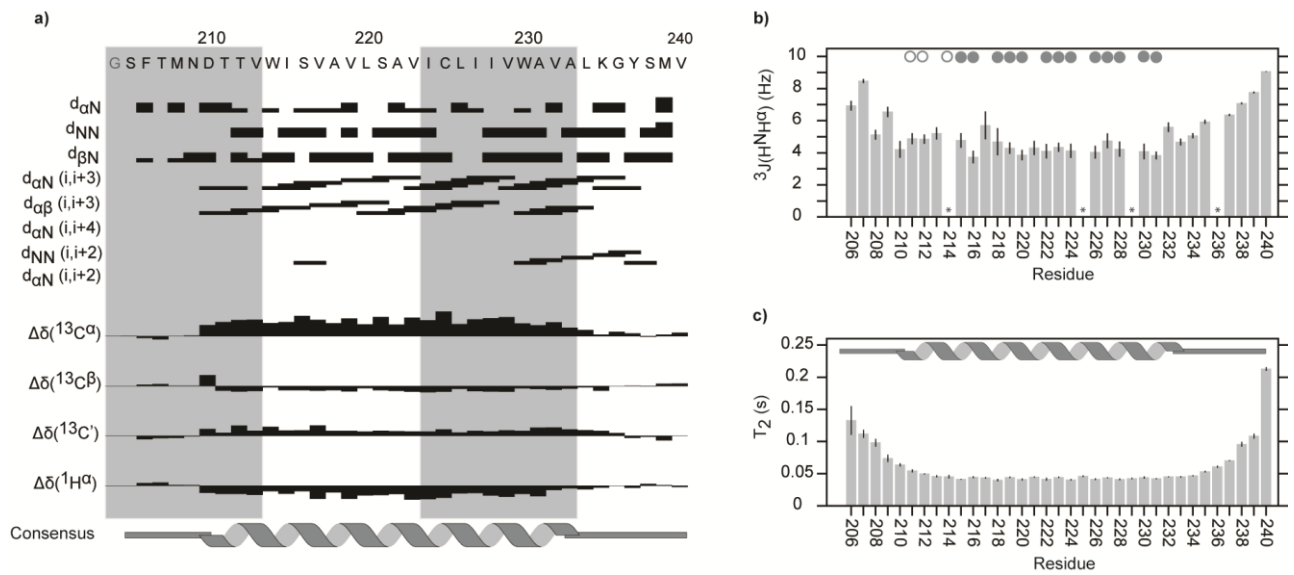 a)
210 220 230 240
G S F T M N D T T V W I S V A V L S A V I C L I I V W A V A L K G Y S M V
dαN
dNN
dβN
dαN (i,i+3)
dαβ (i,i+3)
dαN (i,i+4)
dNN (i,i+2)
dαN (i,i+2)
Δδ(13Cα)
Δδ(13Cβ)
Δδ(13C')
Δδ(1Hα)
Consensus
b)
3J(HNHα) (Hz)
10
8
6
4
2
0
* * * *
206 208 210 212 214 216 218 220 222 224 226 228 230 232 234 236 238 240
Residue
c)
T2 (s)
0.25
0.2
0.15
0.1
0.05
0
206 208 210 212 214 216 218 220 222 224 226 228 230 232 234 236 238 240
Residue